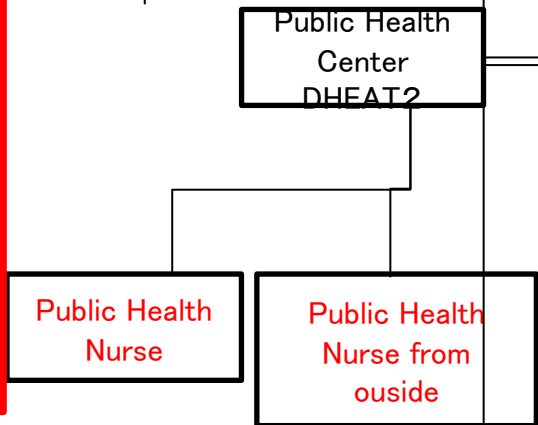 Public Health
Center
DHEAT2
Public Health
Nurse
Public Health
Nurse from
ouside